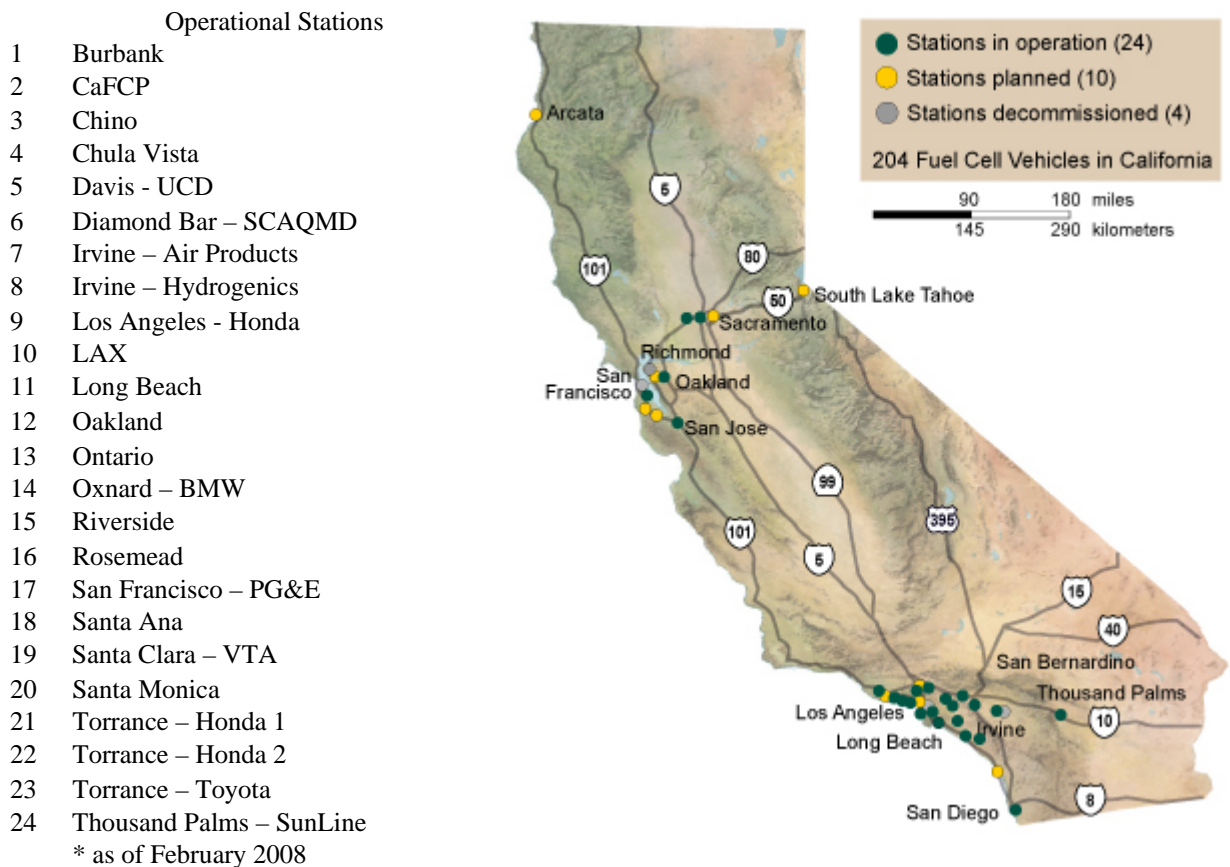 Operational Stations
1 Burbank
2 CaFCP
3 Chino
4 Chula Vista
5 Davis - UCD
6 Diamond Bar – SCAQMD
7 Irvine – Air Products
8 Irvine – Hydrogenics
9 Los Angeles - Honda
10 LAX
11 Long Beach
12 Oakland
13 Ontario
14 Oxnard – BMW
15 Riverside
16 Rosemead
17 San Francisco – PG&E
18 Santa Ana
19 Santa Clara – VTA
20 Santa Monica
21 Torrance – Honda 1
22 Torrance – Honda 2
23 Torrance – Toyota
24 Thousand Palms – SunLine
* as of February 2008
Stations in operation (24)
Stations planned (10)
Stations decommissioned (4)
204 Fuel Cell Vehicles in California
90 180 miles
145 290 kilometers
Arcata
5
80
101
50
South Lake Tahoe
Sacramento
Richmond
San
Francisco
Oakland
San Jose
99
395
101
5
15
40
San Bernardino
Thousand Palms
Los Angeles
10
Irvine
Long Beach
San Diego
8